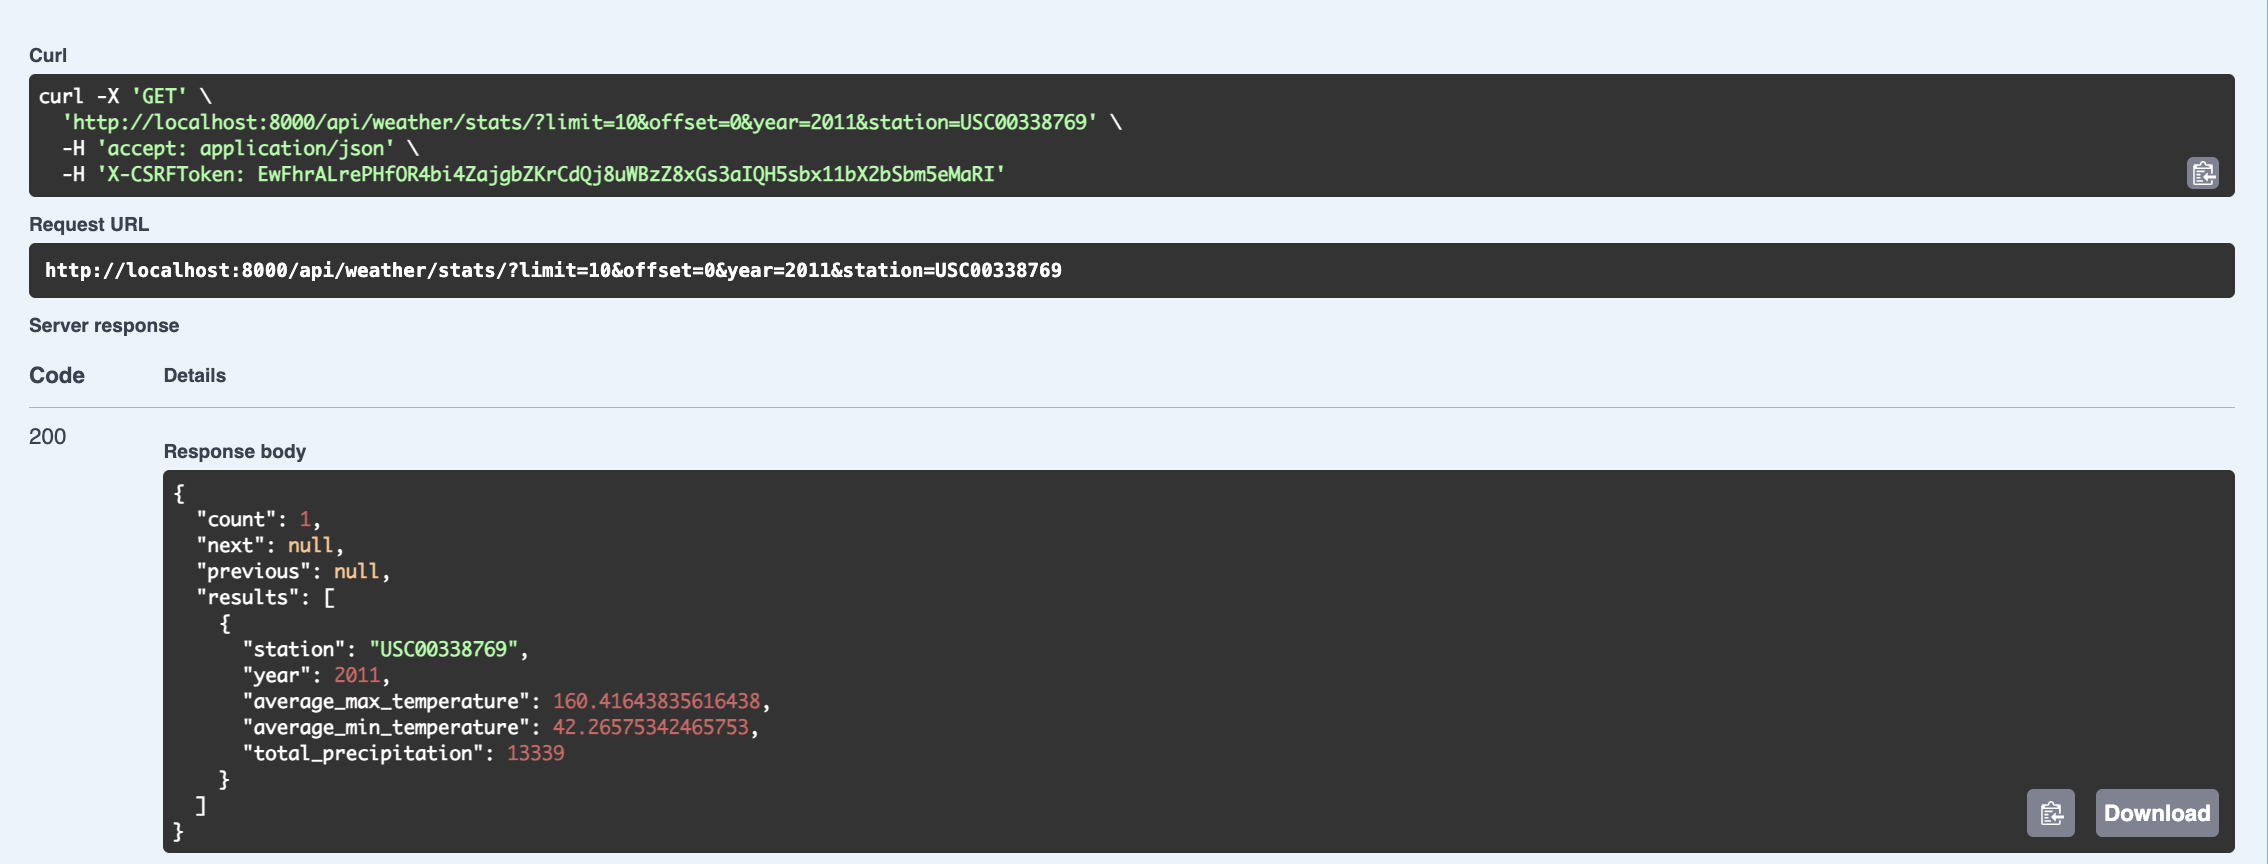 Curl
curl -X 'GET' \
  'http://localhost:8000/api/weather/stats/?limit=10&offset=0&year=2011&station=USC00338769' \
  -H 'accept: application/json' \
  -H 'X-CSRFToken: EwFhrALrePHfOR4bi4ZajgbZKrCdQj8uWBzZ8xGs3aIQH5sbx11bX2bSbm5eMaRI'
Request URL
http://localhost:8000/api/weather/stats/?limit=10&offset=0&year=2011&station=USC00338769
Server response
Code Details
200
Response body
{
  "count": 1,
  "next": null,
  "previous": null,
  "results": [
    {
      "station": "USC00338769",
      "year": 2011,
      "average_max_temperature": 160.41643835616438,
      "average_min_temperature": 42.26575342465753,
      "total_precipitation": 13339
    }
  ]
}
Download